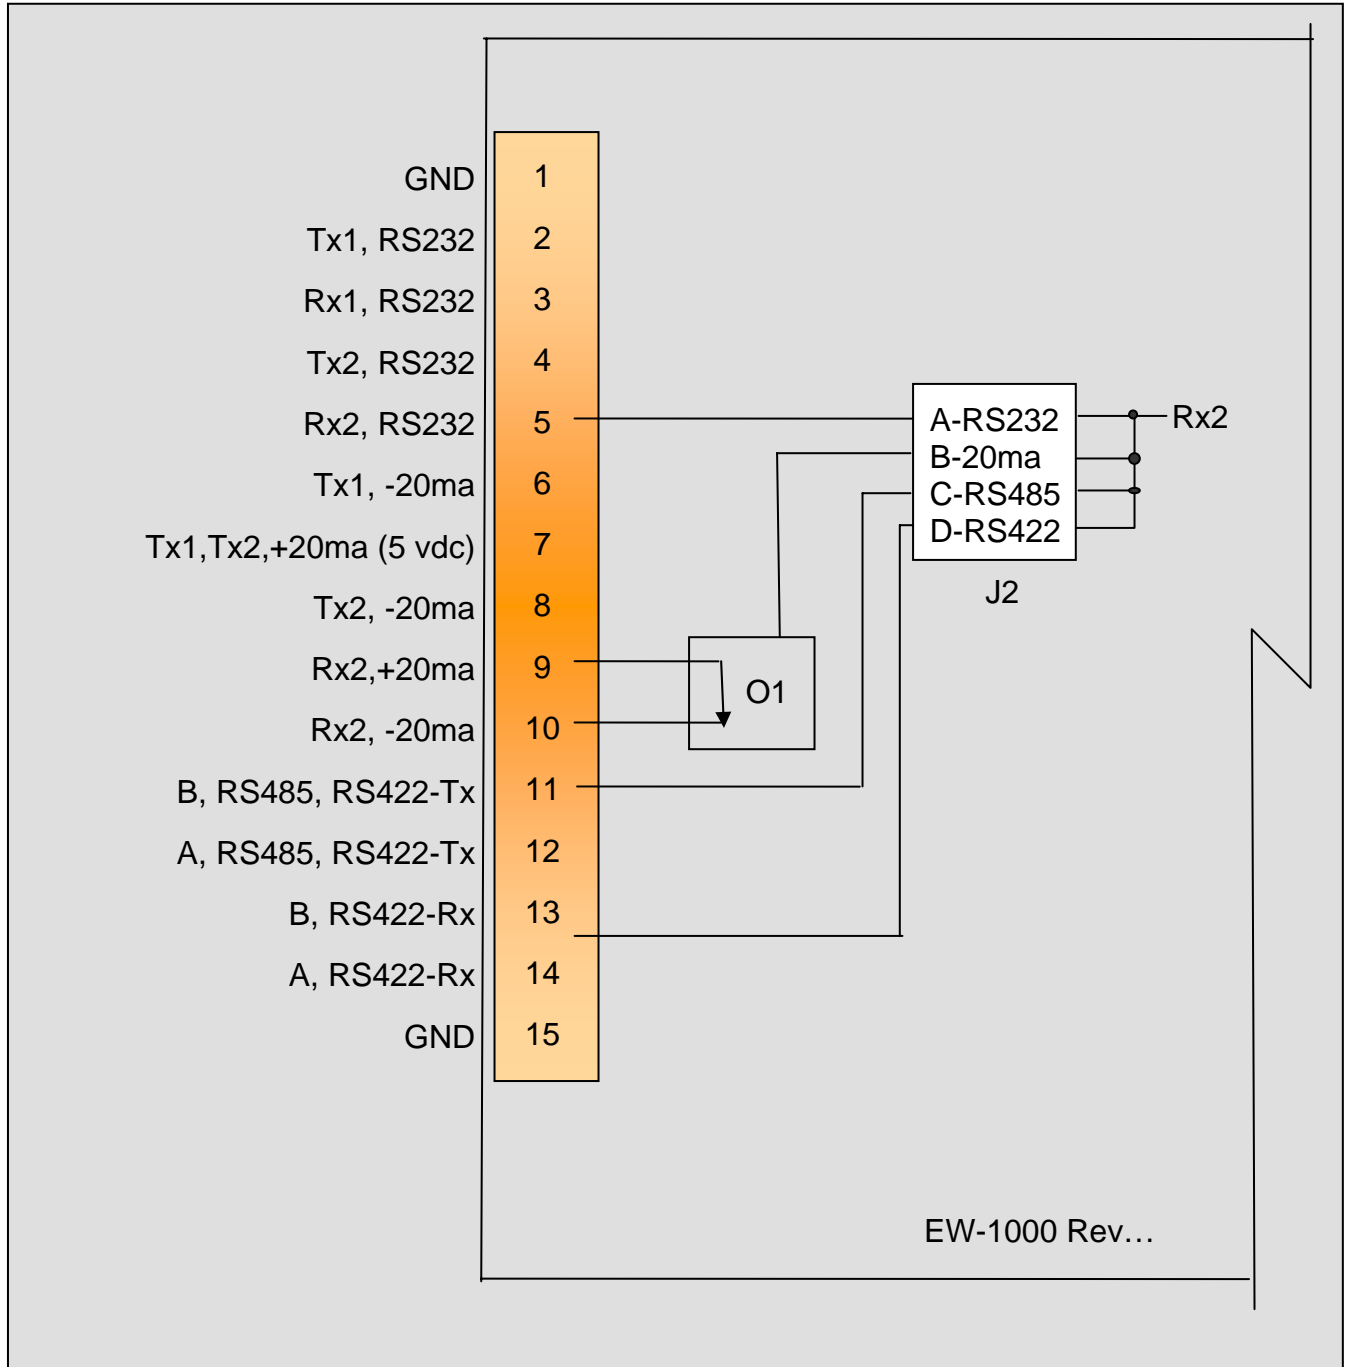 GND 1
Tx1, RS232 2
Rx1, RS232 3
Tx2, RS232 4
Rx2, RS232 5
Tx1, -20ma 6
Tx1,Tx2,+20ma (5 vdc) 7
Tx2, -20ma 8
Rx2,+20ma 9
Rx2, -20ma 10
B, RS485, RS422-Tx 11
A, RS485, RS422-Tx 12
B, RS422-Rx 13
A, RS422-Rx 14
GND 15
A-RS232
B-20ma
C-RS485
D-RS422
Rx2
J2
O1
EW-1000 Rev…